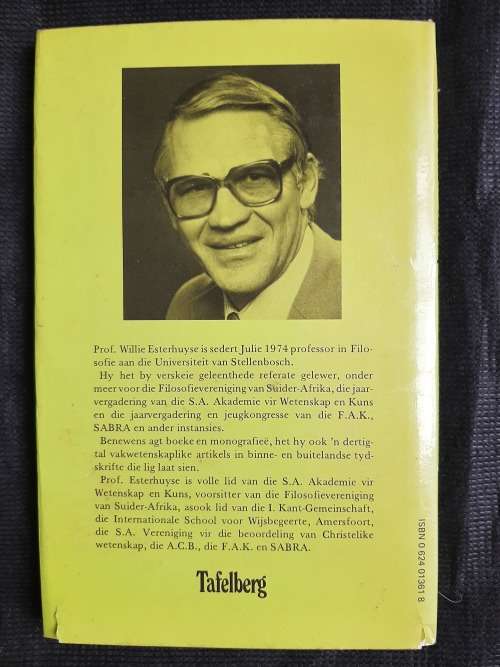 Prof. Willie Esterhuyse is sedert Julie 1974 professor in Filo-
sofie aan die Universiteit van Stellenbosch.
Hy het by verskeie geleenthede referate gelewer, onder
meer voor die Filosofievereniging van Suider-Afrika, die jaar-
vergadering van die S.A. Akademie vir Wetenskap en Kuns
en die jaarvergadering en jeugkongresse van die F.A.K.,
SABRA en ander instansies.
Benewens agt boeke en monografieë, het hy ook 'n dertig-
tal vakwetenskaplike artikels in binne- en buitelandse tyd-
skrifte die lig laat sien.
Prof. Esterhuyse is volle lid van die S.A. Akademie vir
Wetenskap en Kuns, voorsitter van die Filosofievereniging
van Suider-Afrika, asook lid van die I. Kant-Gemeinschaft,
die Internationale School voor Wijsbegeerte, Amersfoort,
die S.A. Vereniging vir die beoordeling van Christelike
wetenskap, die A.C.B., die F.A.K. en SABRA.
Tafelberg
ISBN 0 624 01361 8